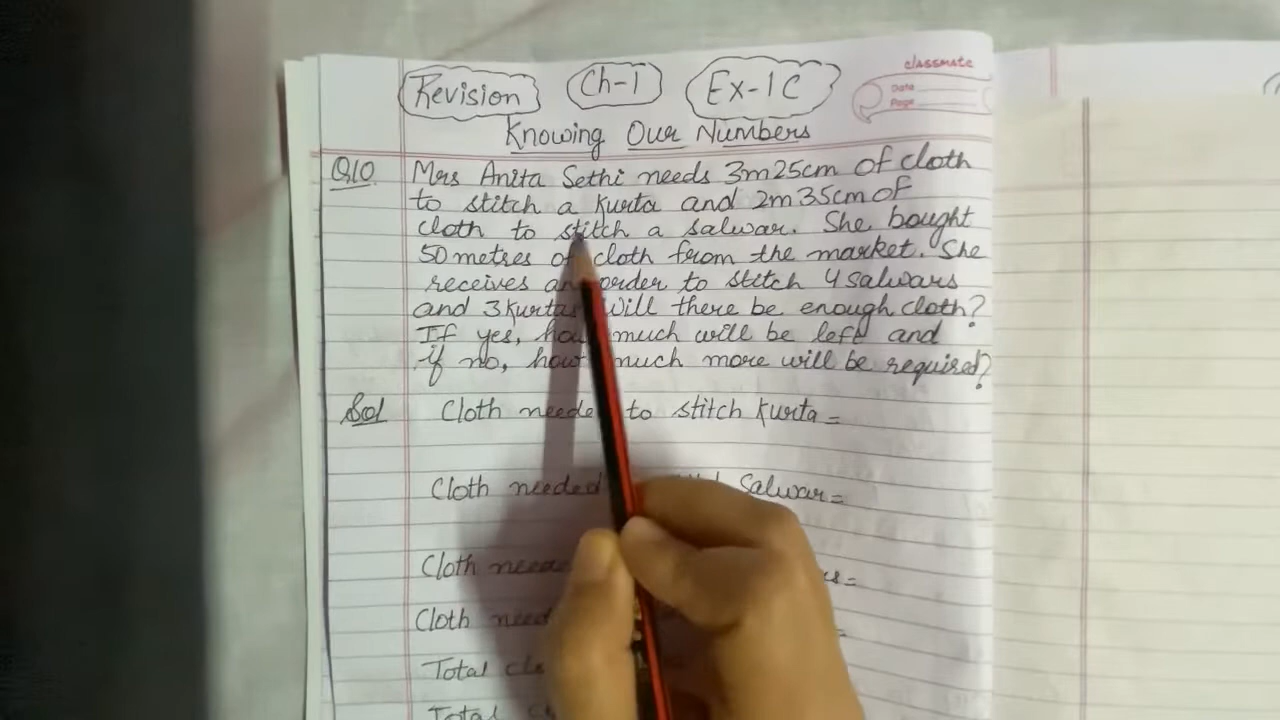 classmate
Date
Page
Revision Ch-1 Ex-1C
Knowing Our Numbers
Q10 Mrs Anita Sethi needs 3m25cm of cloth
to stitch a Kurta and 2m35cm of
cloth to stitch a salwar. She bought
50 metres of cloth from the market. She
receives an order to stitch 4 salwars
and 3 Kurtas Will there be enough cloth?
If yes, how much will be left and
if no, how much more will be required?
Sol Cloth needed to stitch Kurta =
Cloth needed Salwar =
Cloth =
Cloth
Total
Total